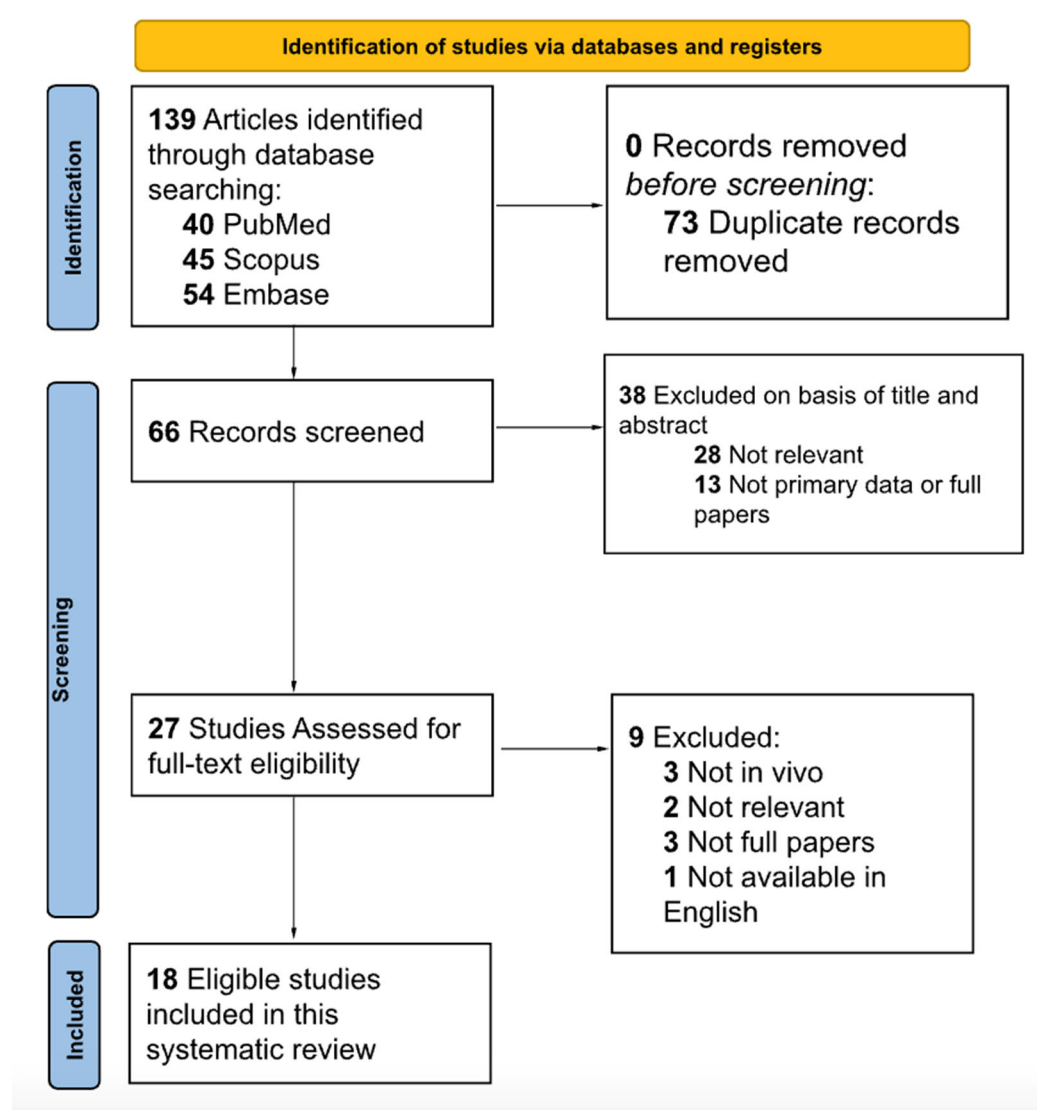 Identification of studies via databases and registers
Identification
139 Articles identified
through database
searching:
40 PubMed
45 Scopus
54 Embase
0 Records removed
before screening:
73 Duplicate records
removed
Screening
66 Records screened
38 Excluded on basis of title and
abstract
28 Not relevant
13 Not primary data or full
papers
27 Studies Assessed for
full-text eligibility
9 Excluded:
3 Not in vivo
2 Not relevant
3 Not full papers
1 Not available in
English
Included
18 Eligible studies
included in this
systematic review